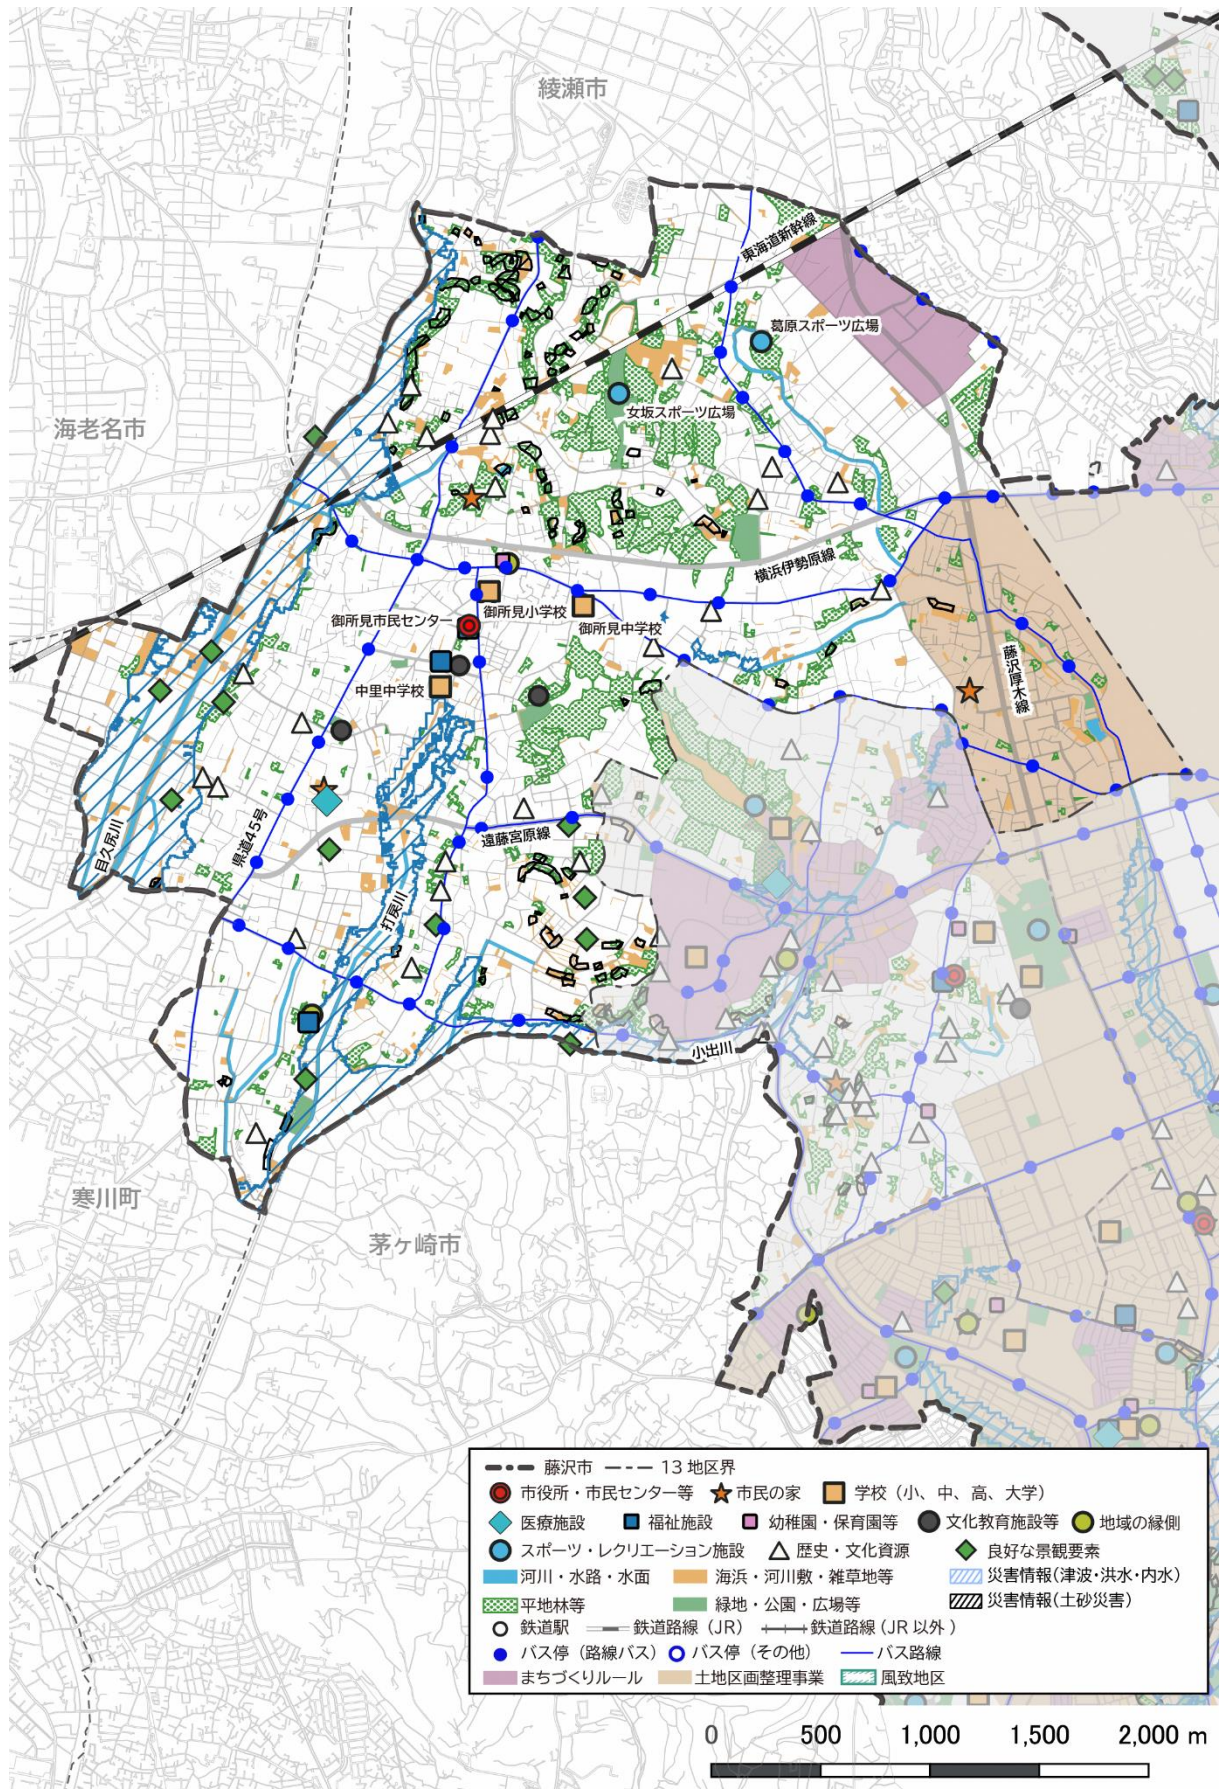 綾瀬市
東海道新幹線
葛原スポーツ広場
女坂スポーツ広場
海老名市
横浜伊勢原線
御所見小学校
御所見市民センター
御所見中学校
藤沢厚木線
中里中学校
県道45号
遠藤宮原線
目久尻川
打戻川
小出川
寒川町
茅ヶ崎市
藤沢市 13地区界
市役所・市民センター等 市民の家 学校（小、中、高、大学）
医療施設 福祉施設 幼稚園・保育園等 文化教育施設等 地域の縁側
スポーツ・レクリエーション施設 歴史・文化資源 良好な景観要素
河川・水路・水面 海浜・河川敷・雑草地等 災害情報(津波・洪水・内水)
平地林等 緑地・公園・広場等 災害情報(土砂災害)
鉄道駅 鉄道路線（JR） 鉄道路線（JR以外）
バス停（路線バス） バス停（その他） バス路線
まちづくりルール 土地区画整理事業 風致地区
0 500 1,000 1,500 2,000 m